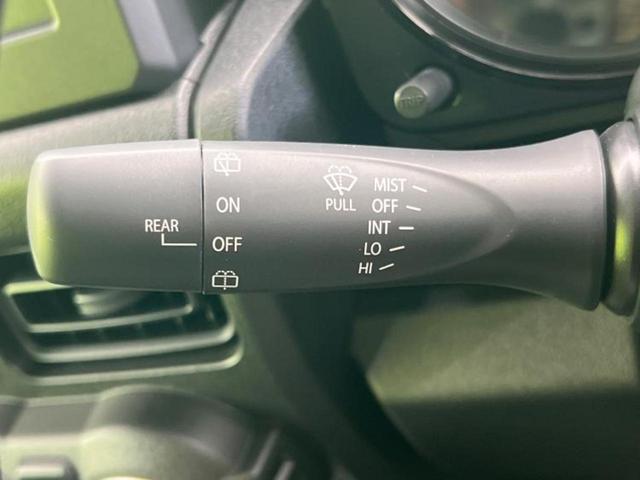 TRIP
ON
REAR
OFF
PULL
MIST
OFF
INT
LO
HI